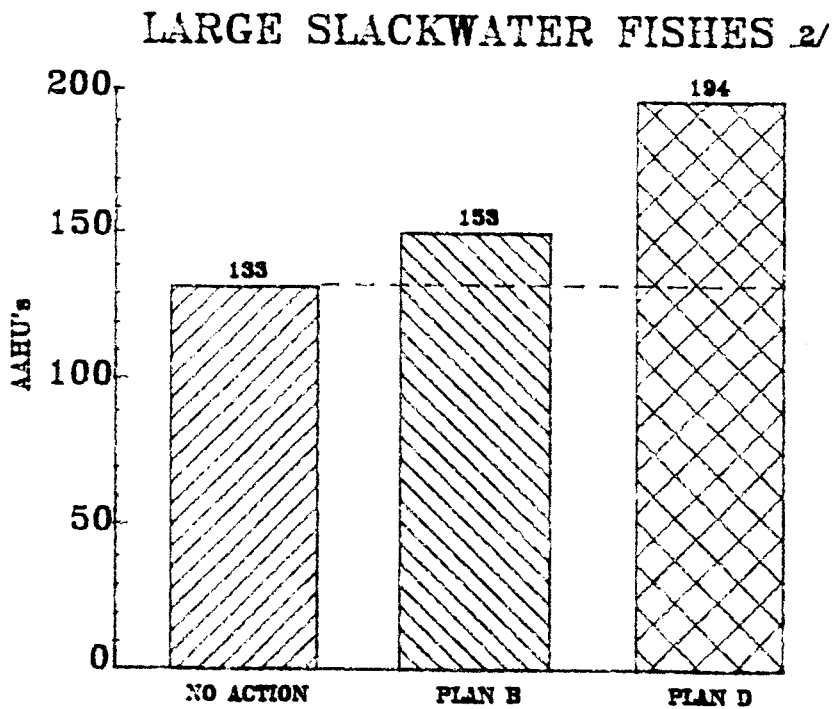 LARGE SLACKWATER FISHES 2/
200
194
150
153
133
AAHU's
100
50
0
NO ACTION
PLAN B
PLAN D